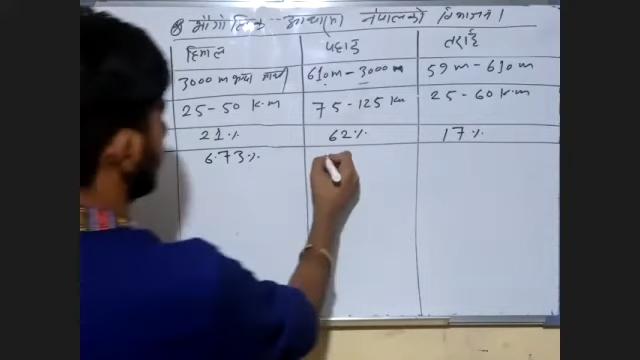 भौगोलिक आधारमा नेपालको विभाजन ।
हिमाल पहाड तराई
3000 m भन्दा माथी 610m - 3000 m 59 m - 610 m
25 - 50 K.m 75 - 125 Km 25 - 60 K.m
21% 62% 17%
6.73%